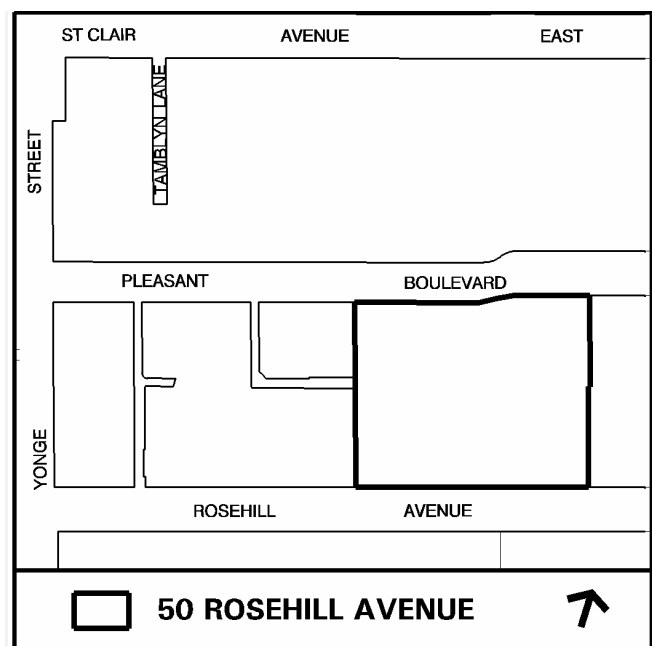 ST CLAIR AVENUE EAST
TAMBLYN LANE
STREET
PLEASANT BOULEVARD
YONGE
ROSEHILL AVENUE
50 ROSEHILL AVENUE